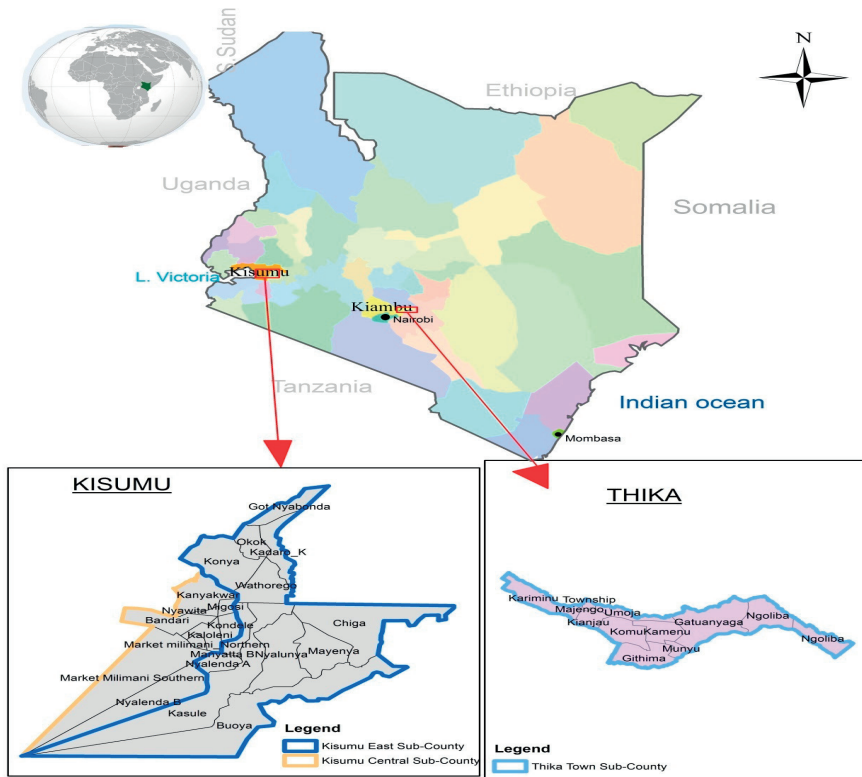 S.Sudan
N
Ethiopia
Uganda
Somalia
L. Victoria
Kisumu
Kiambu
Nairobi
Tanzania
Indian ocean
Mombasa
KISUMU
Got Nyabonda
Okok
Kadaro_K
Konya
Wathorego
Kanyakwar
Migosi
Nyawita
Bandari
Kondele
Kaloleni
Chiga
Market milimani Northern
Manyatta B
Nyalunya
Mayenya
Nyalenda A
Market Milimani Southern
Nyalenda B
Kasule
Buoya
Legend
Kisumu East Sub-County
Kisumu Central Sub-County
THIKA
Kariminu
Township
Majengo
Umoja
Kianjau
Gatuanyaga
Ngoliba
Komu
Kamenu
Ngoliba
Munyu
Githima
Legend
Thika Town Sub-County